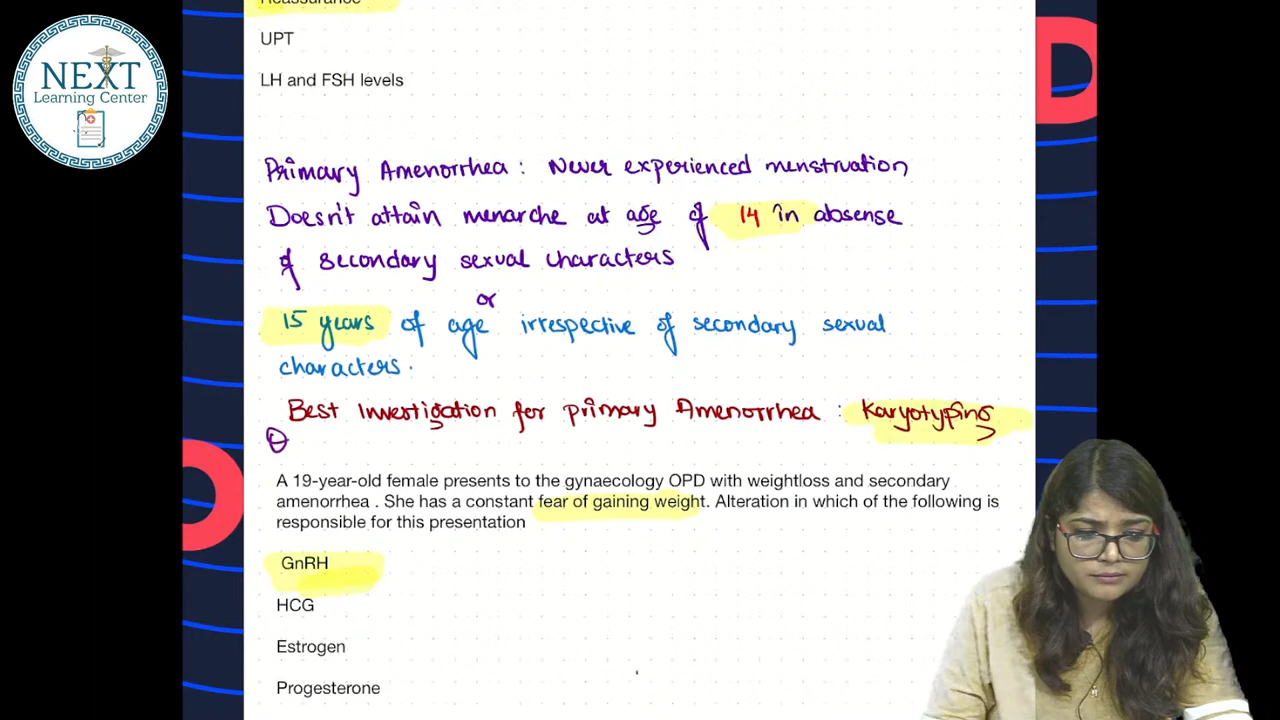 NEXT
Learning Center
Reassurance
UPT
LH and FSH levels
Primary Amenorrhea : Never experienced menstruation
Doesn't attain menarche at age of 14 in absense
of secondary sexual characters
or
15 years of age irrespective of secondary sexual
characters.
Best Investigation for primary Amenorrhea : Karyotyping
A 19-year-old female presents to the gynaecology OPD with weightloss and secondary
amenorrhea . She has a constant fear of gaining weight. Alteration in which of the following is
responsible for this presentation
GnRH
HCG
Estrogen
Progesterone